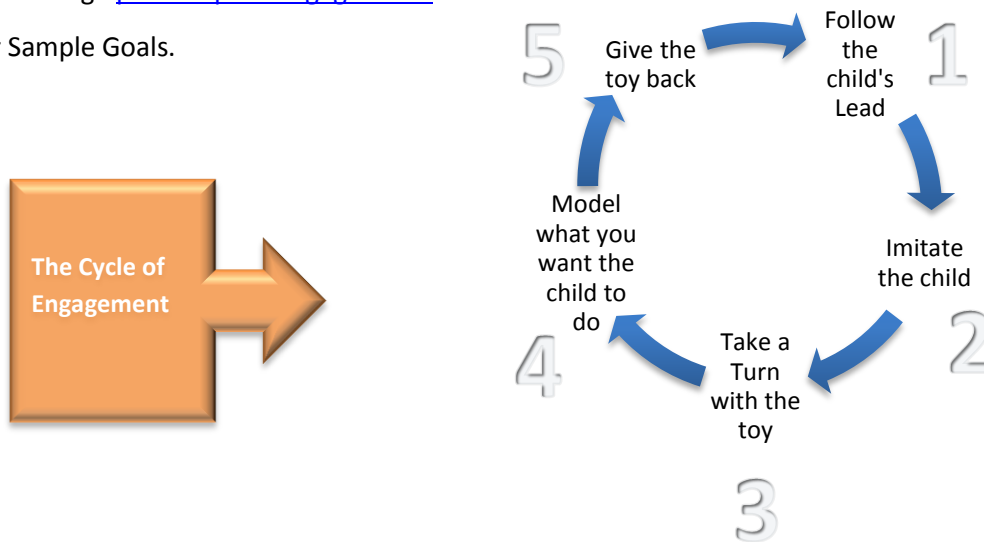 Sample Goals.
The Cycle of
Engagement
1
Follow
the
child's
Lead
2
Imitate
the child
3
Take a
Turn
with the
toy
4
Model
what you
want the
child to
do
5
Give the
toy back